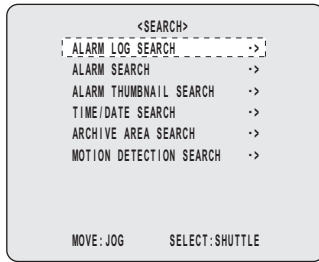 <SEARCH>
ALARM LOG SEARCH ->
ALARM SEARCH ->
ALARM THUMBNAIL SEARCH ->
TIME/DATE SEARCH ->
ARCHIVE AREA SEARCH ->
MOTION DETECTION SEARCH ->
MOVE:JOG SELECT:SHUTTLE